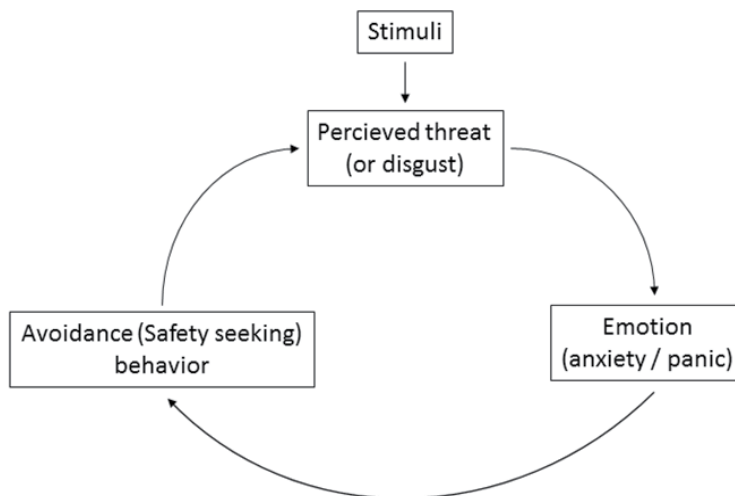 Stimuli
Percieved threat
(or disgust)
Emotion
(anxiety / panic)
Avoidance (Safety seeking)
behavior